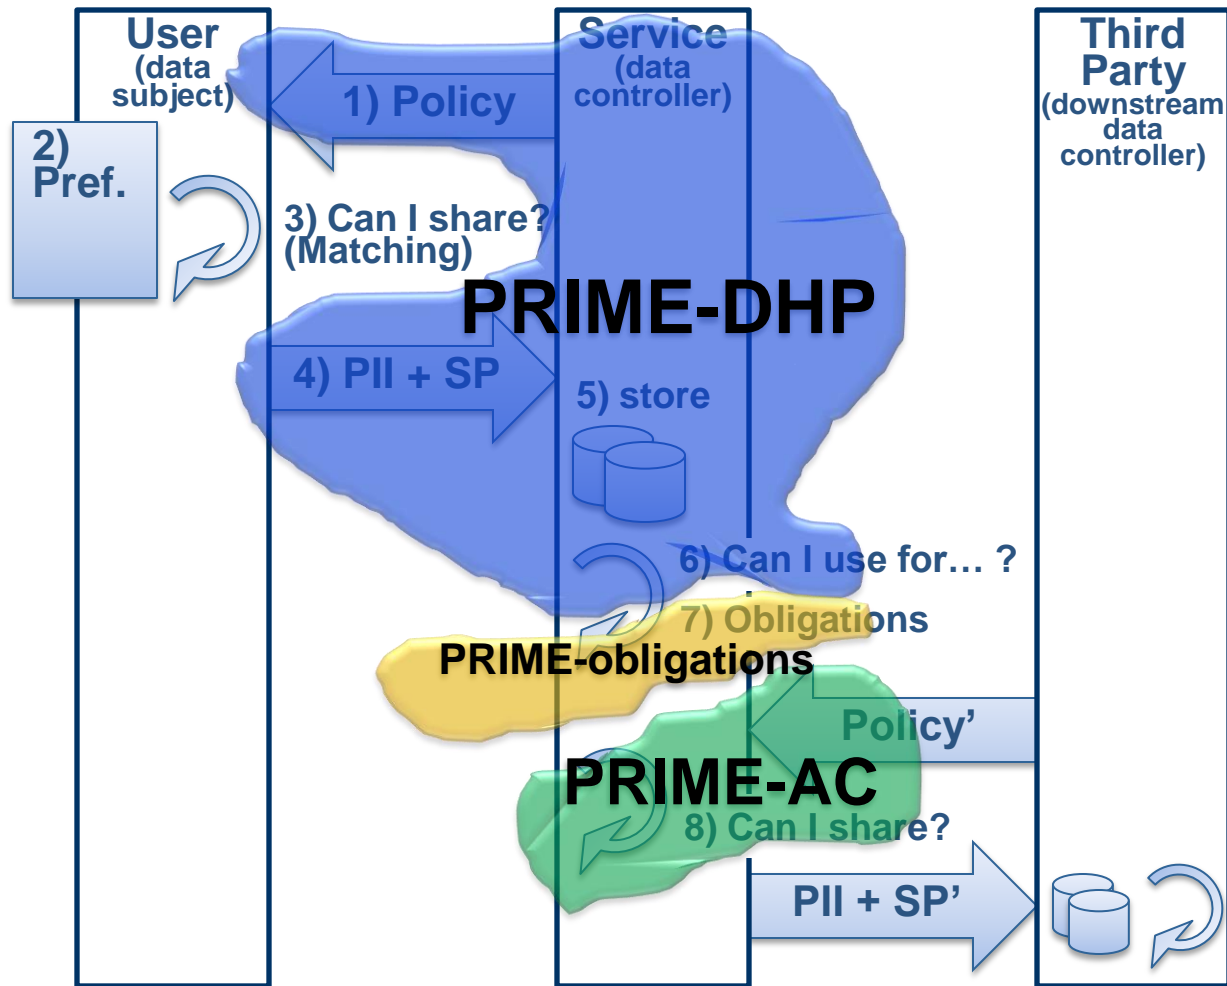 User
(data
subject)
Service
(data
controller)
Third
Party
(downstream
data
controller)
1) Policy
2)
Pref.
3) Can I share?
(Matching)
PRIME-DHP
4) PII + SP
5) store
6) Can I use for… ?
7) Obligations
PRIME-obligations
Policy’
PRIME-AC
8) Can I share?
PII + SP’